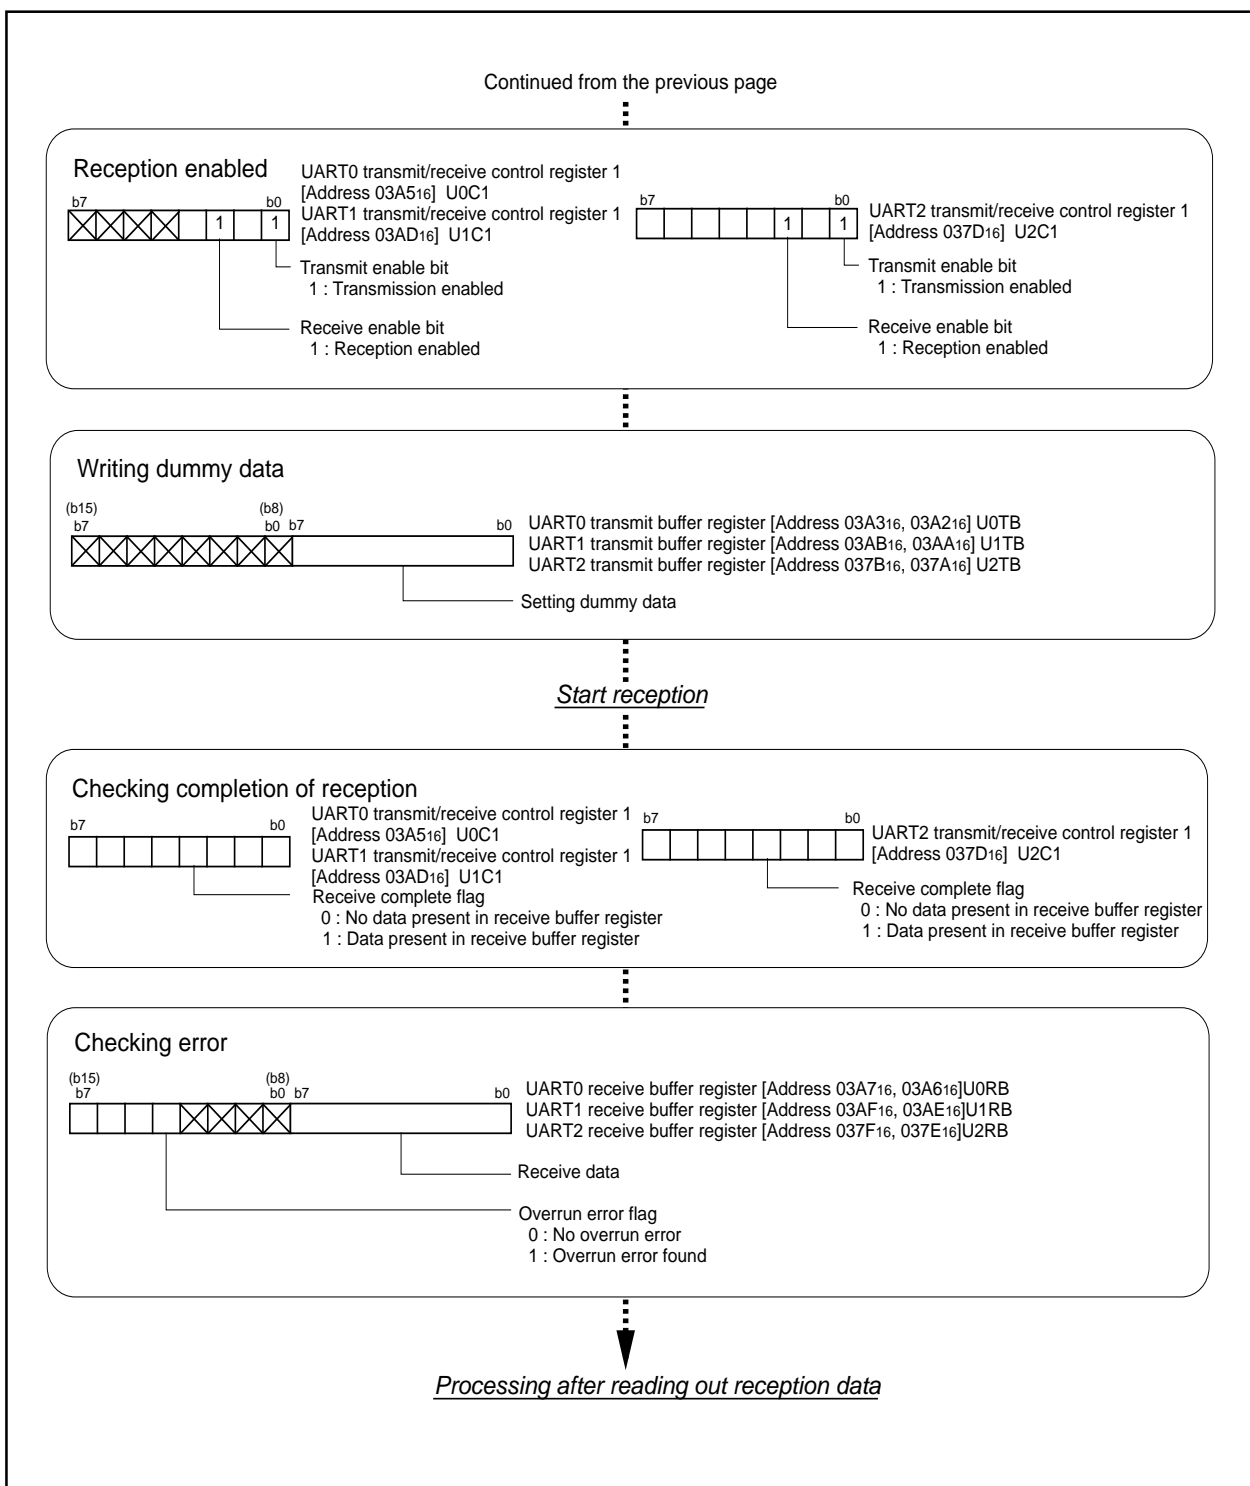 Continued from the previous page
Reception enabled
b7 b0
1 1
UART0 transmit/receive control register 1
[Address 03A516] U0C1
UART1 transmit/receive control register 1
[Address 03AD16] U1C1
Transmit enable bit
1 : Transmission enabled
Receive enable bit
1 : Reception enabled
b7 b0
1 1
UART2 transmit/receive control register 1
[Address 037D16] U2C1
Transmit enable bit
1 : Transmission enabled
Receive enable bit
1 : Reception enabled
Writing dummy data
(b15) (b8)
b7 b0 b7 b0
UART0 transmit buffer register [Address 03A316, 03A216] U0TB
UART1 transmit buffer register [Address 03AB16, 03AA16] U1TB
UART2 transmit buffer register [Address 037B16, 037A16] U2TB
Setting dummy data
Start reception
Checking completion of reception
b7 b0
UART0 transmit/receive control register 1
[Address 03A516] U0C1
UART1 transmit/receive control register 1
[Address 03AD16] U1C1
Receive complete flag
0 : No data present in receive buffer register
1 : Data present in receive buffer register
b7 b0
UART2 transmit/receive control register 1
[Address 037D16] U2C1
Receive complete flag
0 : No data present in receive buffer register
1 : Data present in receive buffer register
Checking error
(b15) (b8)
b7 b0 b7 b0
UART0 receive buffer register [Address 03A716, 03A616]U0RB
UART1 receive buffer register [Address 03AF16, 03AE16]U1RB
UART2 receive buffer register [Address 037F16, 037E16]U2RB
Receive data
Overrun error flag
0 : No overrun error
1 : Overrun error found
Processing after reading out reception data